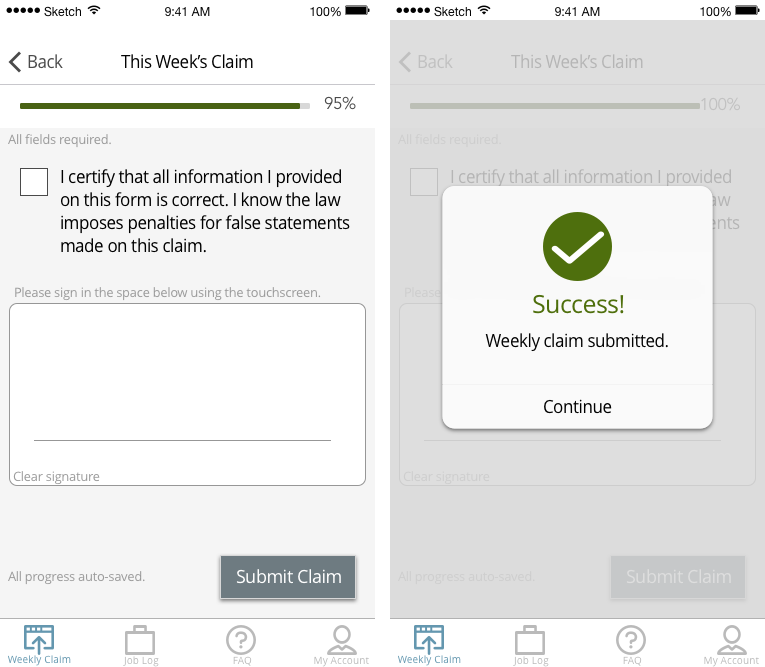 Sketch 9:41 AM 100%
Back This Week's Claim
95%
All fields required.
I certify that all information I provided
on this form is correct. I know the law
imposes penalties for false statements
made on this claim.
Please sign in the space below using the touchscreen.
Clear signature
All progress auto-saved. Submit Claim
Weekly Claim Job Log FAQ My Account
Sketch 9:41 AM 100%
Back This Week's Claim
100%
All fields required.
I certify that all information I provided
aw
ents
Please
Success!
Weekly claim submitted.
Continue
Clear signature
All progress auto-saved. Submit Claim
Weekly Claim Job Log FAQ My Account